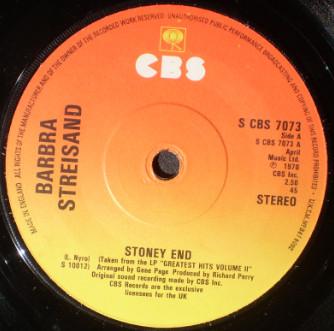 ALL RIGHTS OF THE MANUFACTURER AND OF THE OWNER OF THE RECORDED WORK RESERVED. UNAUTHORISED PUBLIC PERFORMANCE BROADCASTING AND COPYING OF THIS RECORD PROHIBITED
MADE IN ENGLAND
CBS
BARBRA
STREISAND
S CBS 7073
Side A
S CBS 7073 A
April
Music Ltd.
℗ 1970
CBS Inc.
2.58
45
STEREO
STONEY END
(L. Nyro) (Taken from the LP "GREATEST HITS VOLUME II"
S 10012) Arranged by Gene Page Produced by Richard Perry
Original sound recording made by CBS Inc.
CBS Records are the exclusive
licensees for the UK